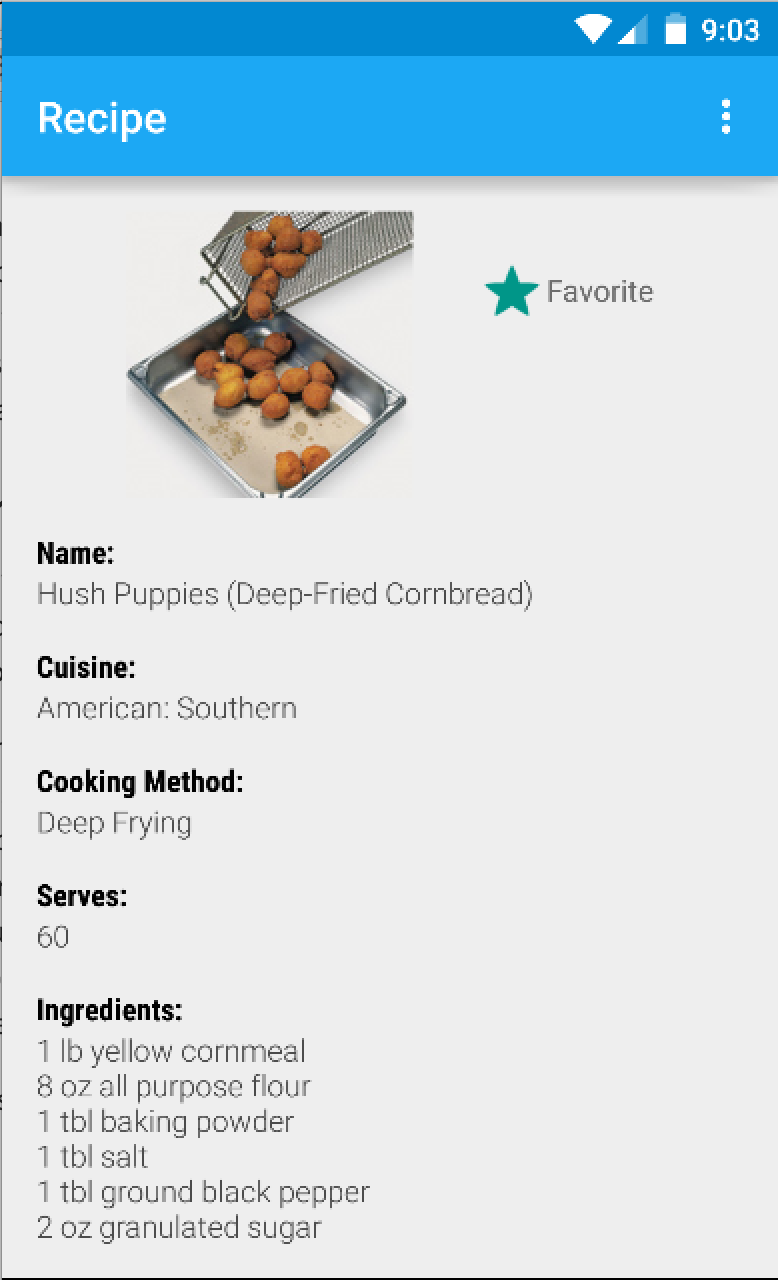 9:03
Recipe
Favorite
Name:
Hush Puppies (Deep-Fried Cornbread)
Cuisine:
American: Southern
Cooking Method:
Deep Frying
Serves:
60
Ingredients:
1 lb yellow cornmeal
8 oz all purpose flour
1 tbl baking powder
1 tbl salt
1 tbl ground black pepper
2 oz granulated sugar